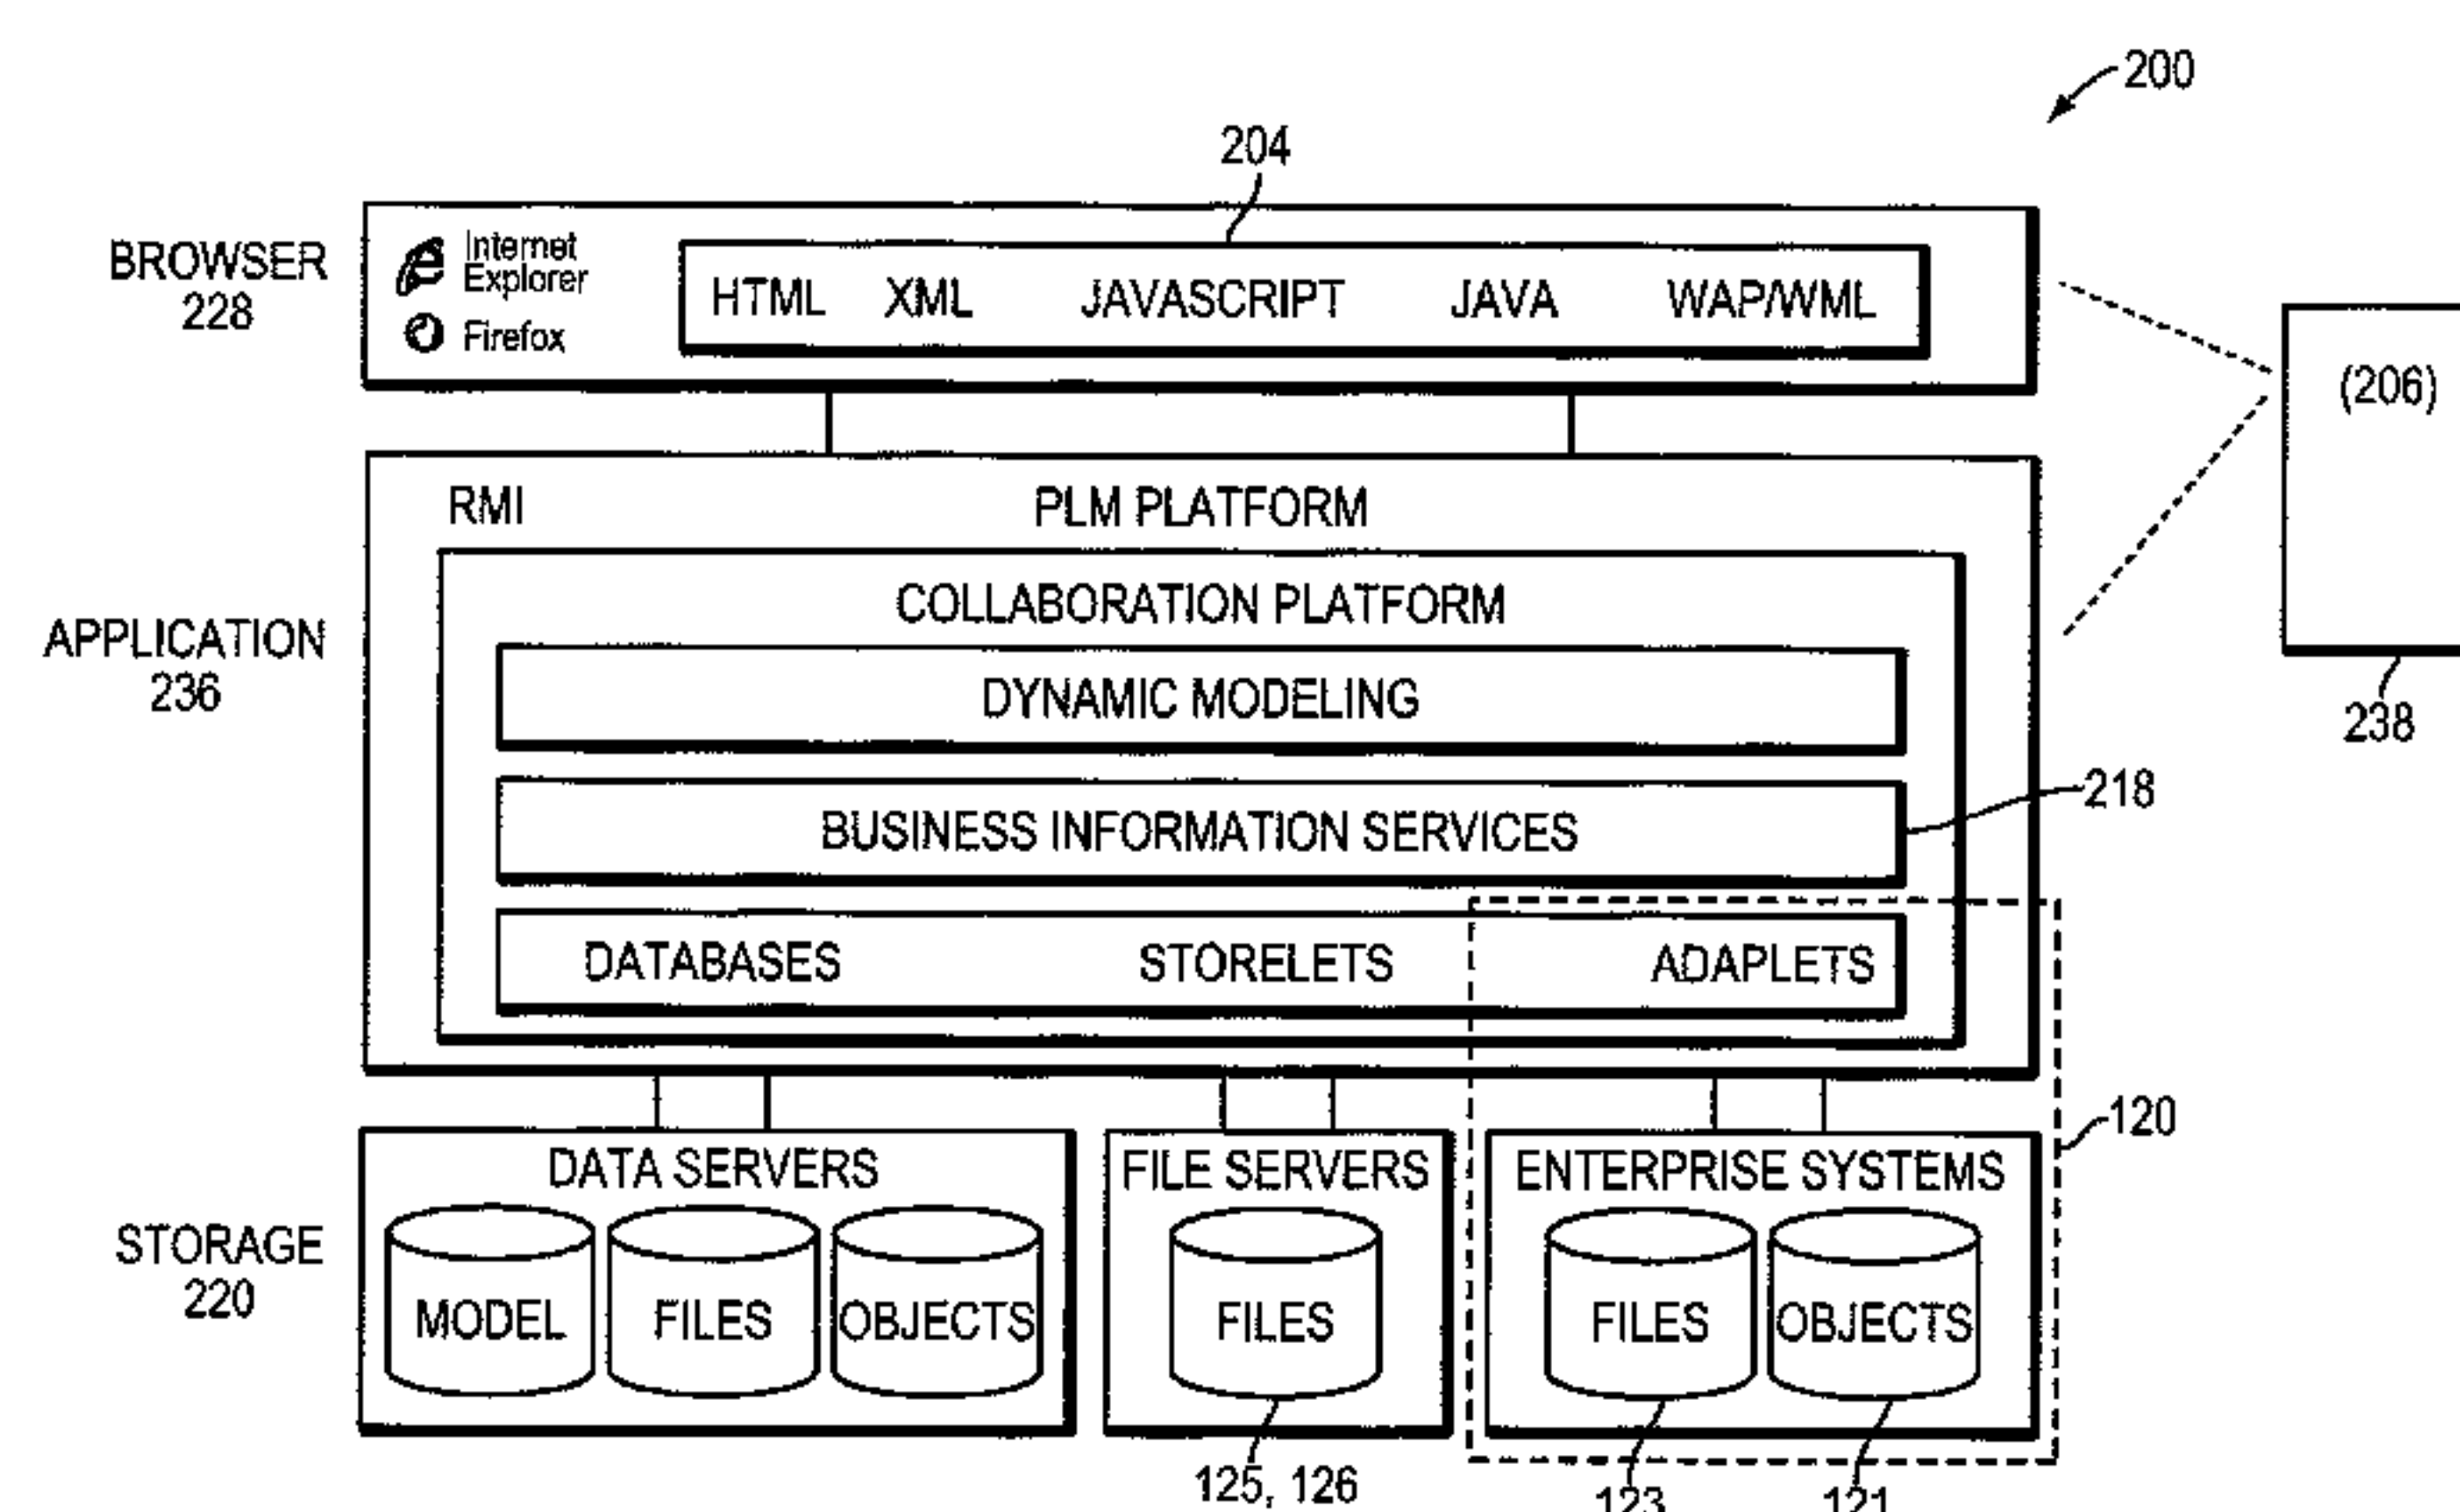 200
204
BROWSER
228
Internet
Explorer
Firefox
HTML XML JAVASCRIPT JAVA WAP/WML
(206)
238
RMI PLM PLATFORM
COLLABORATION PLATFORM
APPLICATION
236
DYNAMIC MODELING
218
BUSINESS INFORMATION SERVICES
DATABASES STORELETS ADAPLETS
120
STORAGE
220
DATA SERVERS
MODEL FILES OBJECTS
FILE SERVERS
FILES
125, 126
ENTERPRISE SYSTEMS
FILES OBJECTS
123 121